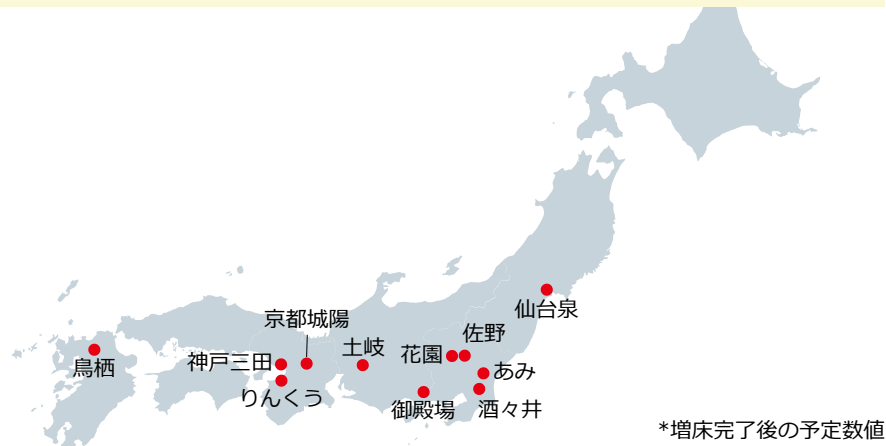 仙台泉
京都城陽
佐野
土岐
花園
神戸三田
鳥栖
あみ
りんくう
御殿場
酒々井
*増床完了後の予定数値